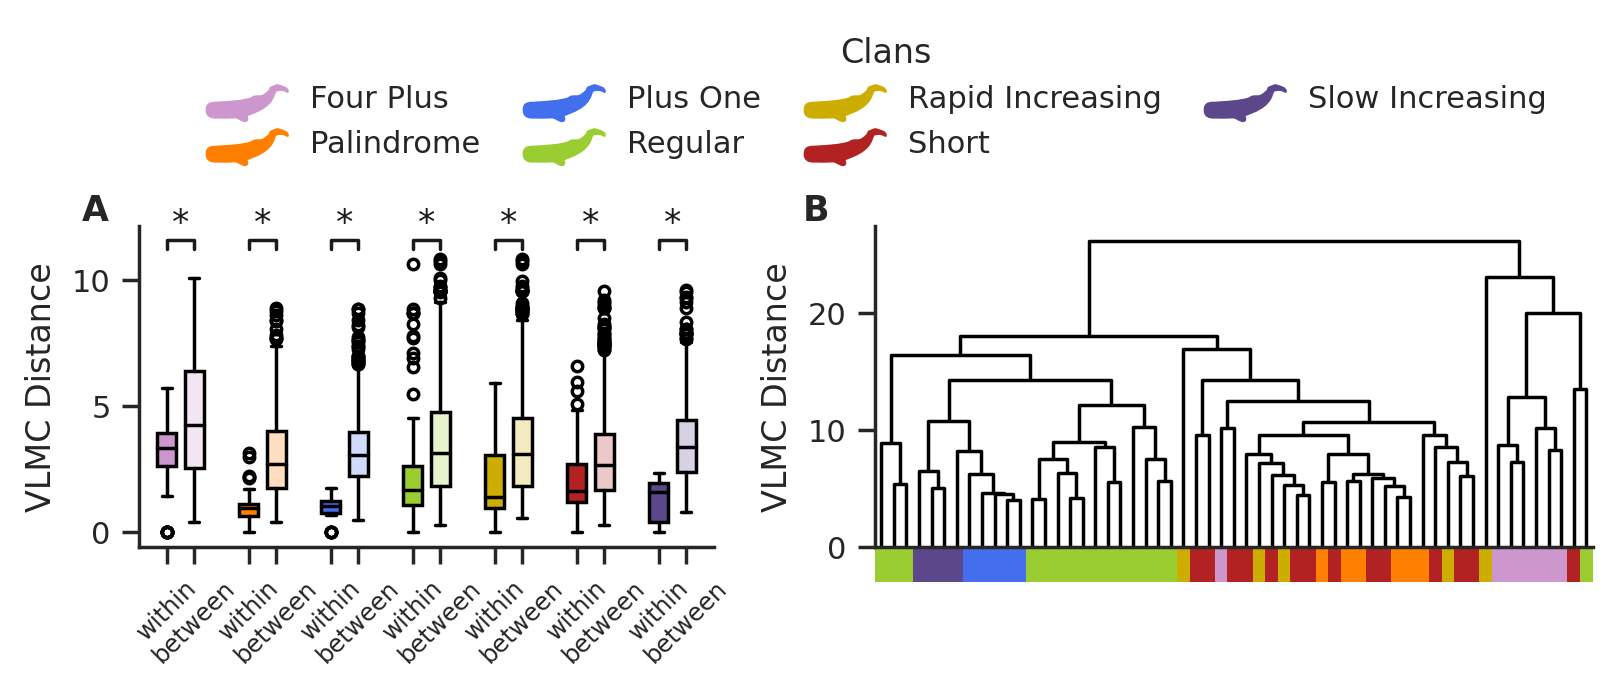 Clans
Four Plus
Plus One
Rapid Increasing
Slow Increasing
Palindrome
Regular
Short
A
* * * * * * *
VLMC Distance
10
5
0
within
between
within
between
within
between
within
between
within
between
within
between
within
between
B
VLMC Distance
20
10
0